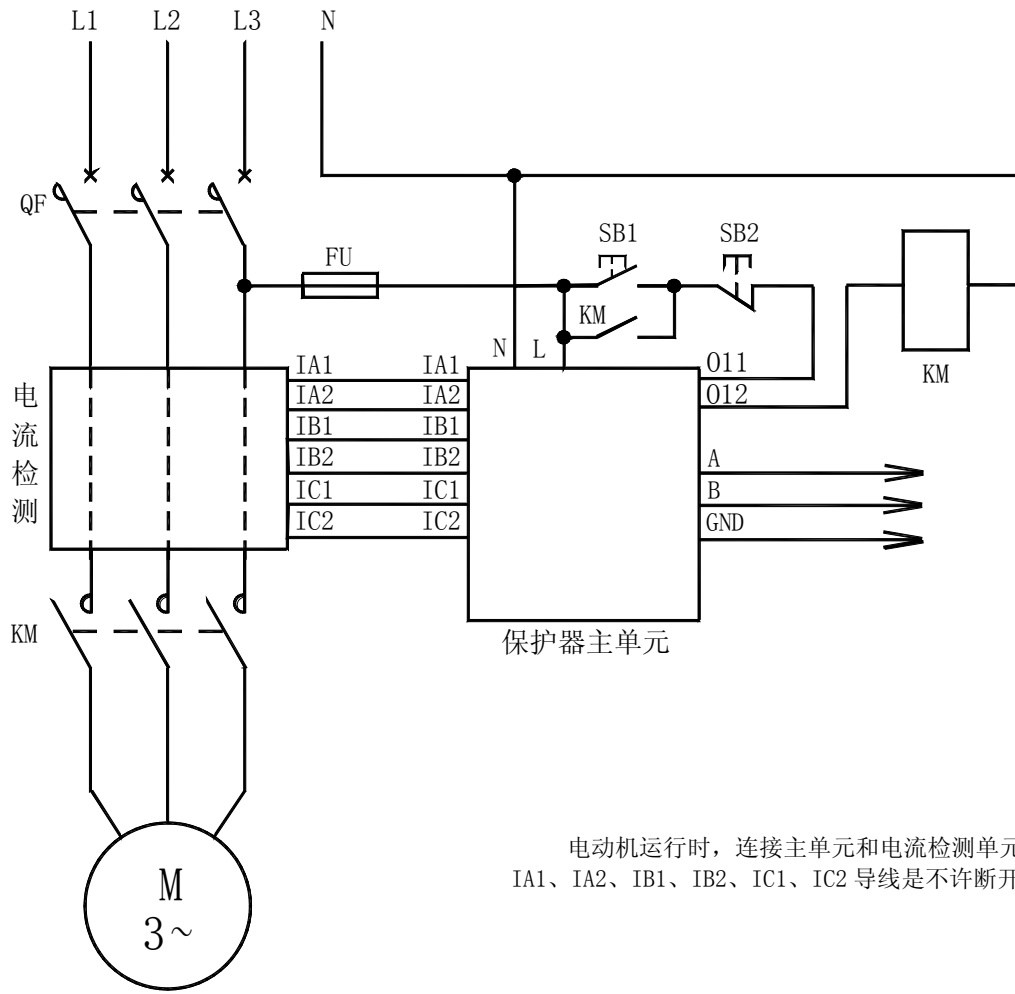 L1 L2 L3 N
QF
FU
SB1 SB2
KM
KM
N L
O11
O12
电流检测
IA1 IA1
IA2 IA2
IB1 IB1
IB2 IB2
IC1 IC1
IC2 IC2
A
B
GND
KM
保护器主单元
M
3~
电动机运行时，连接主单元和电流检测单元
IA1、IA2、IB1、IB2、IC1、IC2 导线是不许断开